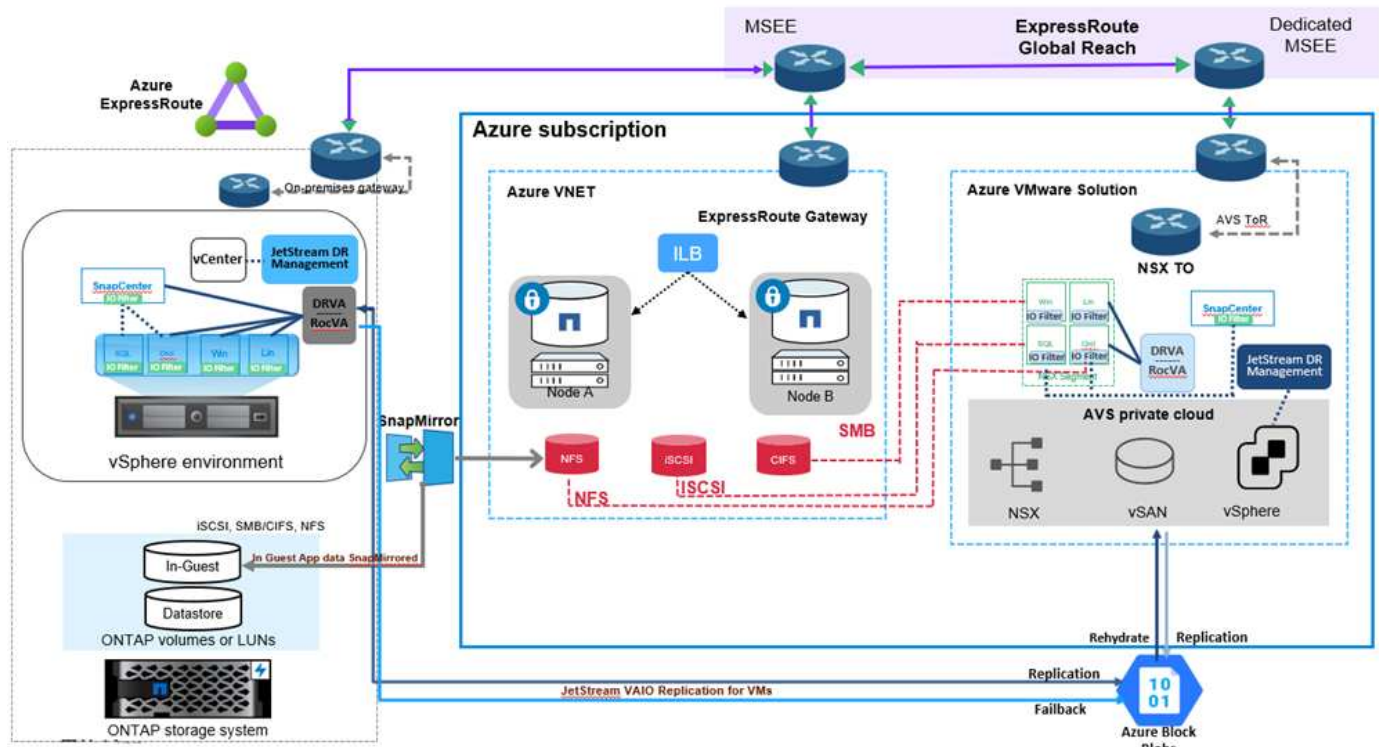 MSEE
ExpressRoute
Global Reach
Dedicated
MSEE
Azure
ExpressRoute
Azure subscription
On-premises gateway
Azure VNET
ExpressRoute Gateway
Azure VMware Solution
AVS ToR
NSX TO
vCenter
JetStream DR
Management
SnapCenter
IO Filter
DRVA
RocVA
SQL
IO Filter
IO Filter
Win
IO Filter
Lin
IO Filter
vSphere environment
ILB
Node A
Node B
SnapMirror
NFS
iSCSI
CIFS
SMB
ISCSI
NFS
Win
IO Filter
Lin
IO Filter
SQL
IO Filter
IO Filter
NSX Segment
DRVA
RocVA
SnapCenter
IO Filter
JetStream DR
Management
AVS private cloud
NSX
vSAN
vSphere
iSCSI, SMB/CIFS, NFS
In Guest App data SnapMirrored
In-Guest
Datastore
ONTAP volumes or LUNs
ONTAP storage system
Rehydrate
Replication
Replication
JetStream VAIO Replication for VMs
Failback
10
01
Azure Block